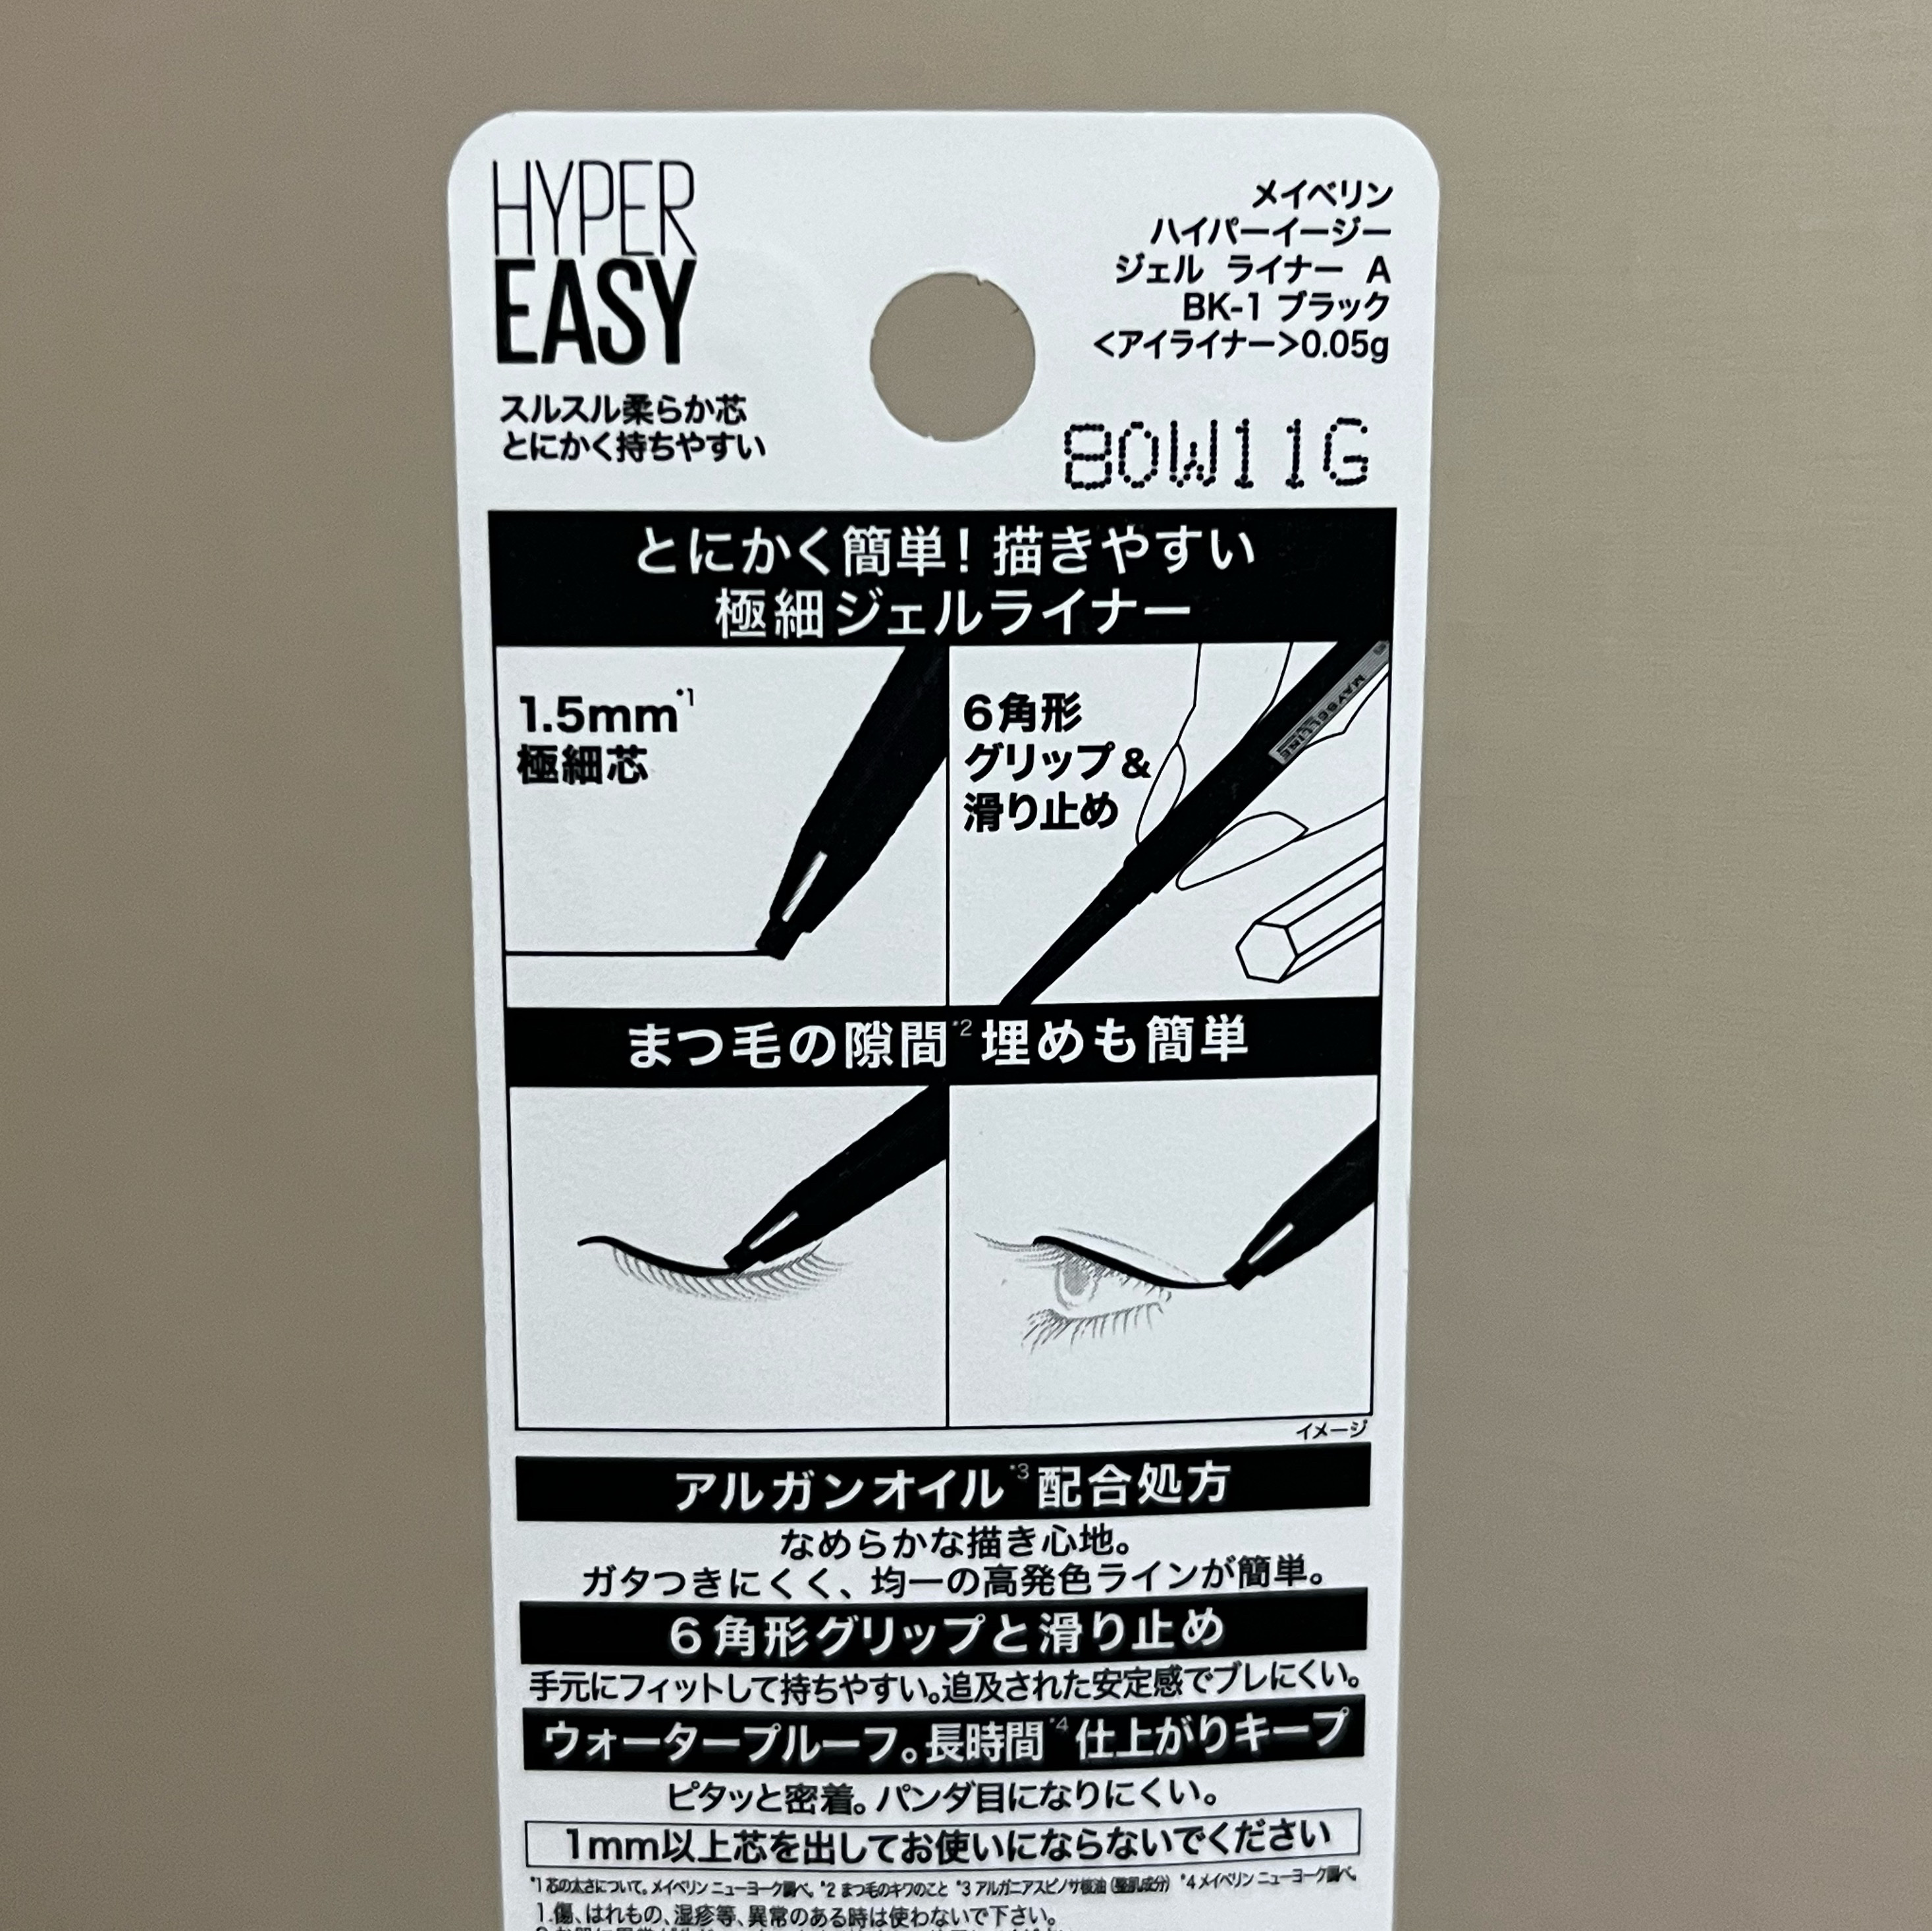 HYPER
EASY
スルスル柔らか芯
とにかく持ちやすい
メイベリン
ハイパーイージー
ジェル ライナー A
BK-1 ブラック
<アイライナー>0.05g
80W11G
とにかく簡単！描きやすい
極細ジェルライナー
1.5mm*1
極細芯
6角形
グリップ&
滑り止め
MAYBELLINE
まつ毛の隙間*2埋めも簡単
イメージ
アルガンオイル*3配合処方
なめらかな描き心地。
ガタつきにくく、均一の高発色ラインが簡単。
6角形グリップと滑り止め
手元にフィットして持ちやすい。追及された安定感でブレにくい。
ウォータープルーフ。長時間*4仕上がりキープ
ピタッと密着。パンダ目になりにくい。
1mm以上芯を出してお使いにならないでください
*1 芯の太さについて。メイベリン ニューヨーク調べ。 *2 まつ毛のキワのこと *3 アルガニアスピノサ核油（整肌成分） *4 メイベリン ニューヨーク調べ。
1.傷、はれもの、湿疹等、異常のある時は使わないで下さい。